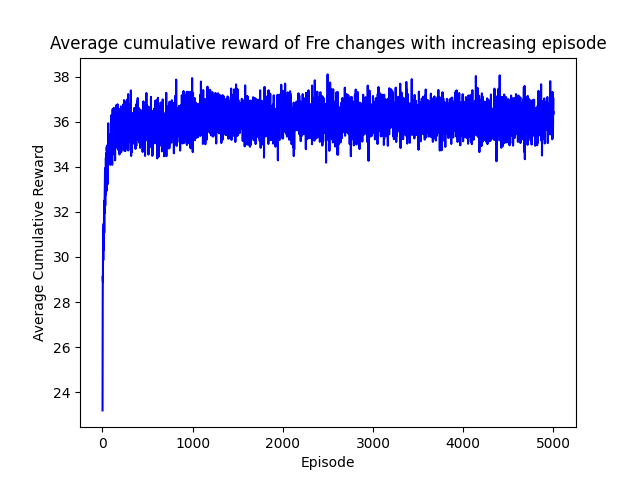 Average cumulative reward of Fre changes with increasing episode
38
36
34
32
30
28
26
24
Average Cumulative Reward
0 1000 2000 3000 4000 5000
Episode